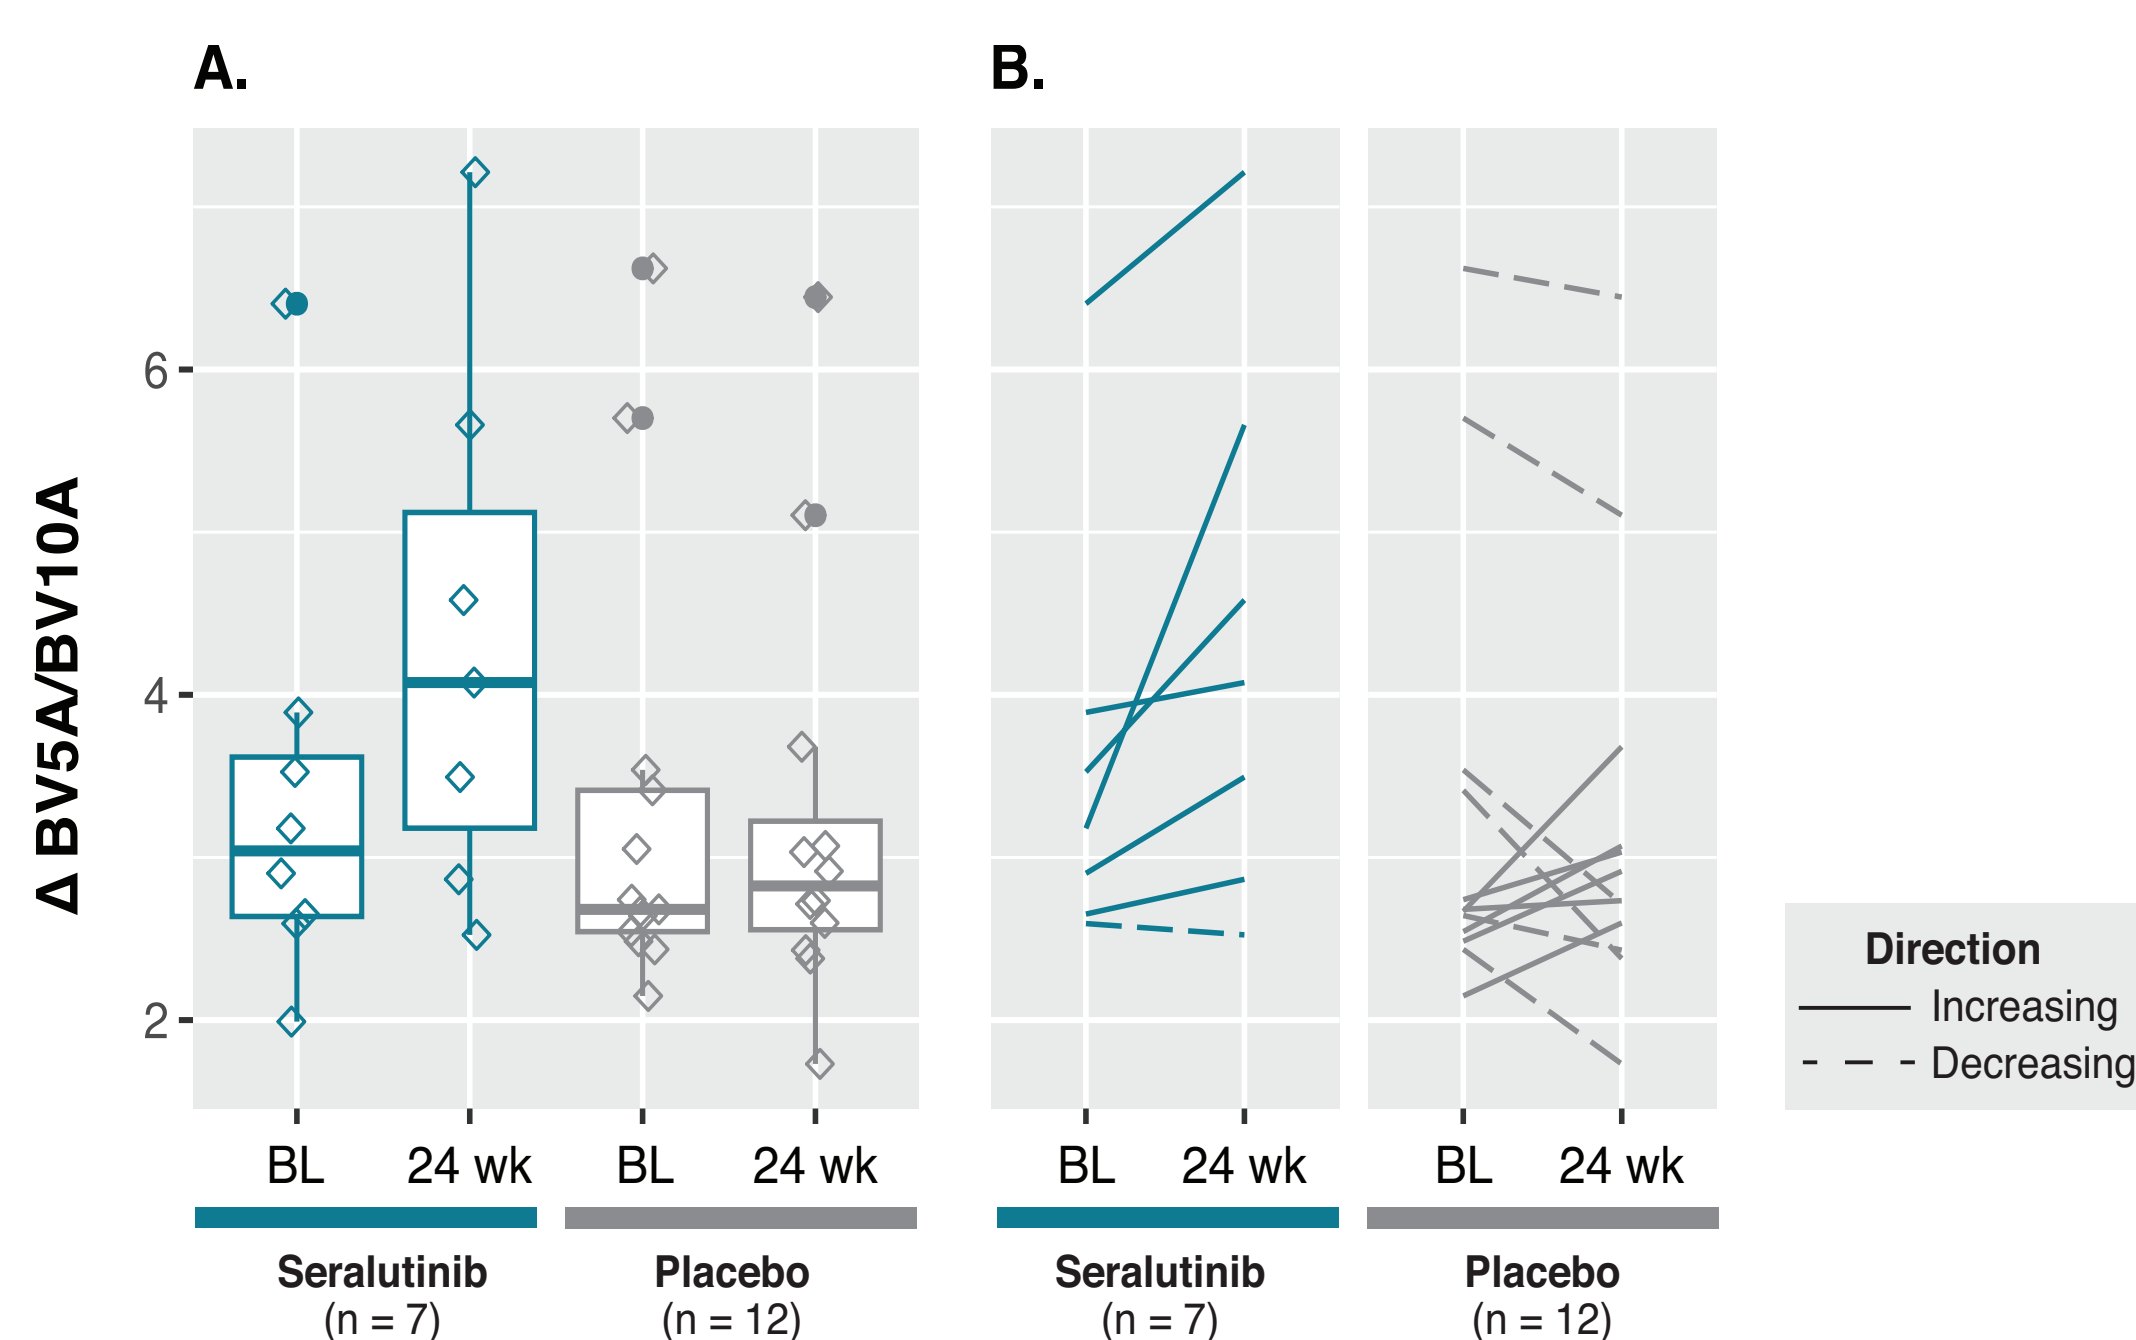 A.
B.
Δ BV5A/BV10A
6
4
2
BL 24 wk BL 24 wk
BL 24 wk BL 24 wk
Seralutinib
(n = 7)
Placebo
(n = 12)
Seralutinib
(n = 7)
Placebo
(n = 12)
Direction
Increasing
Decreasing